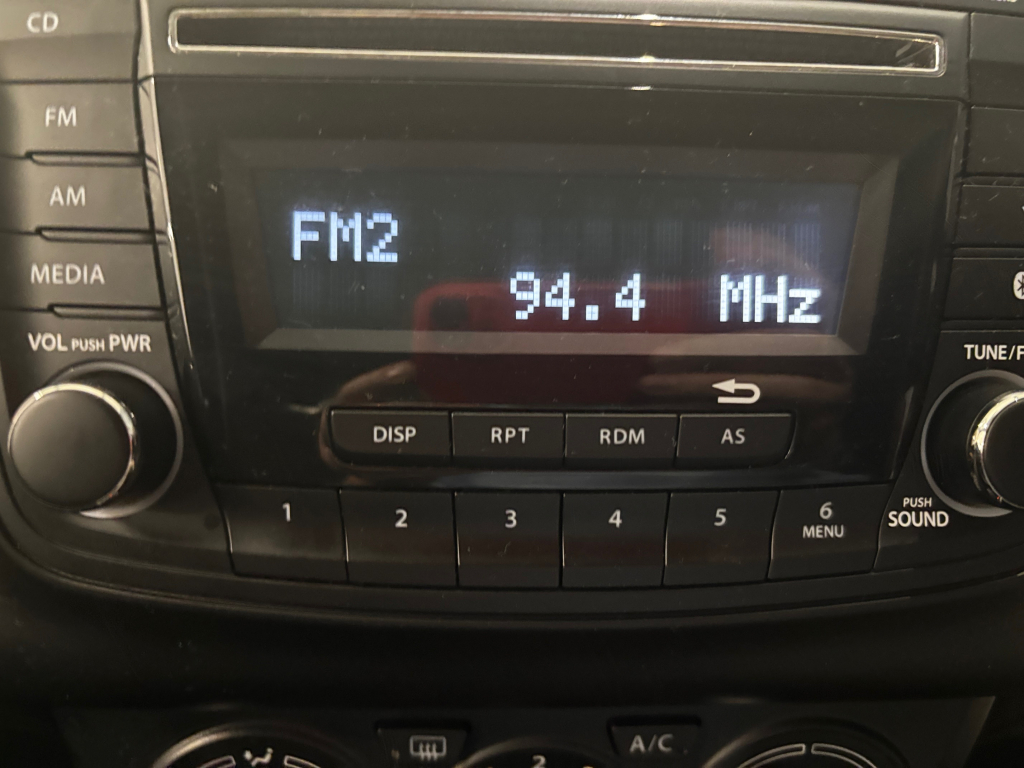 CD
FM
AM
MEDIA
VOL PUSH PWR
FM2
94.4 MHz
TUNE/F
DISP RPT RDM AS
1 2 3 4 5 6
MENU
PUSH
SOUND
A/C
2